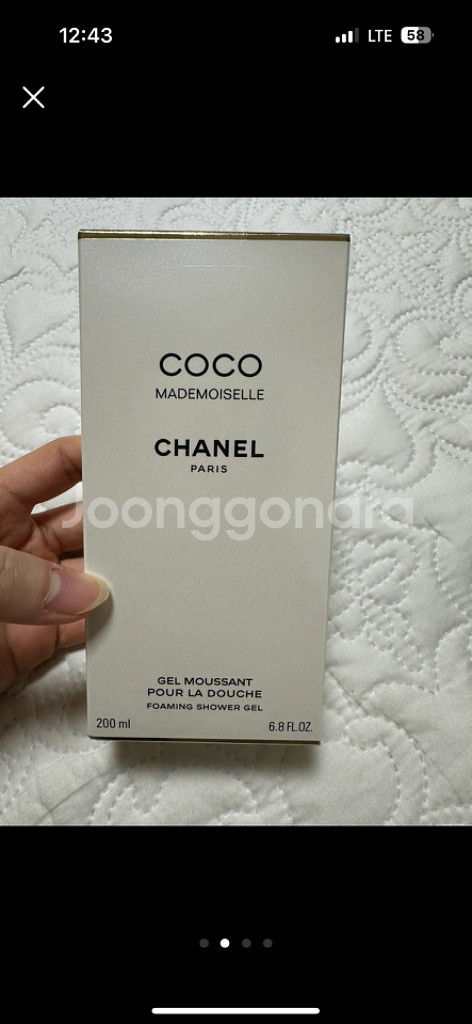 12:43
LTE
58
COCO
MADEMOISELLE
CHANEL
PARIS
Joonggonara
GEL MOUSSANT
POUR LA DOUCHE
FOAMING SHOWER GEL
200 ml
6.8 FL.OZ.